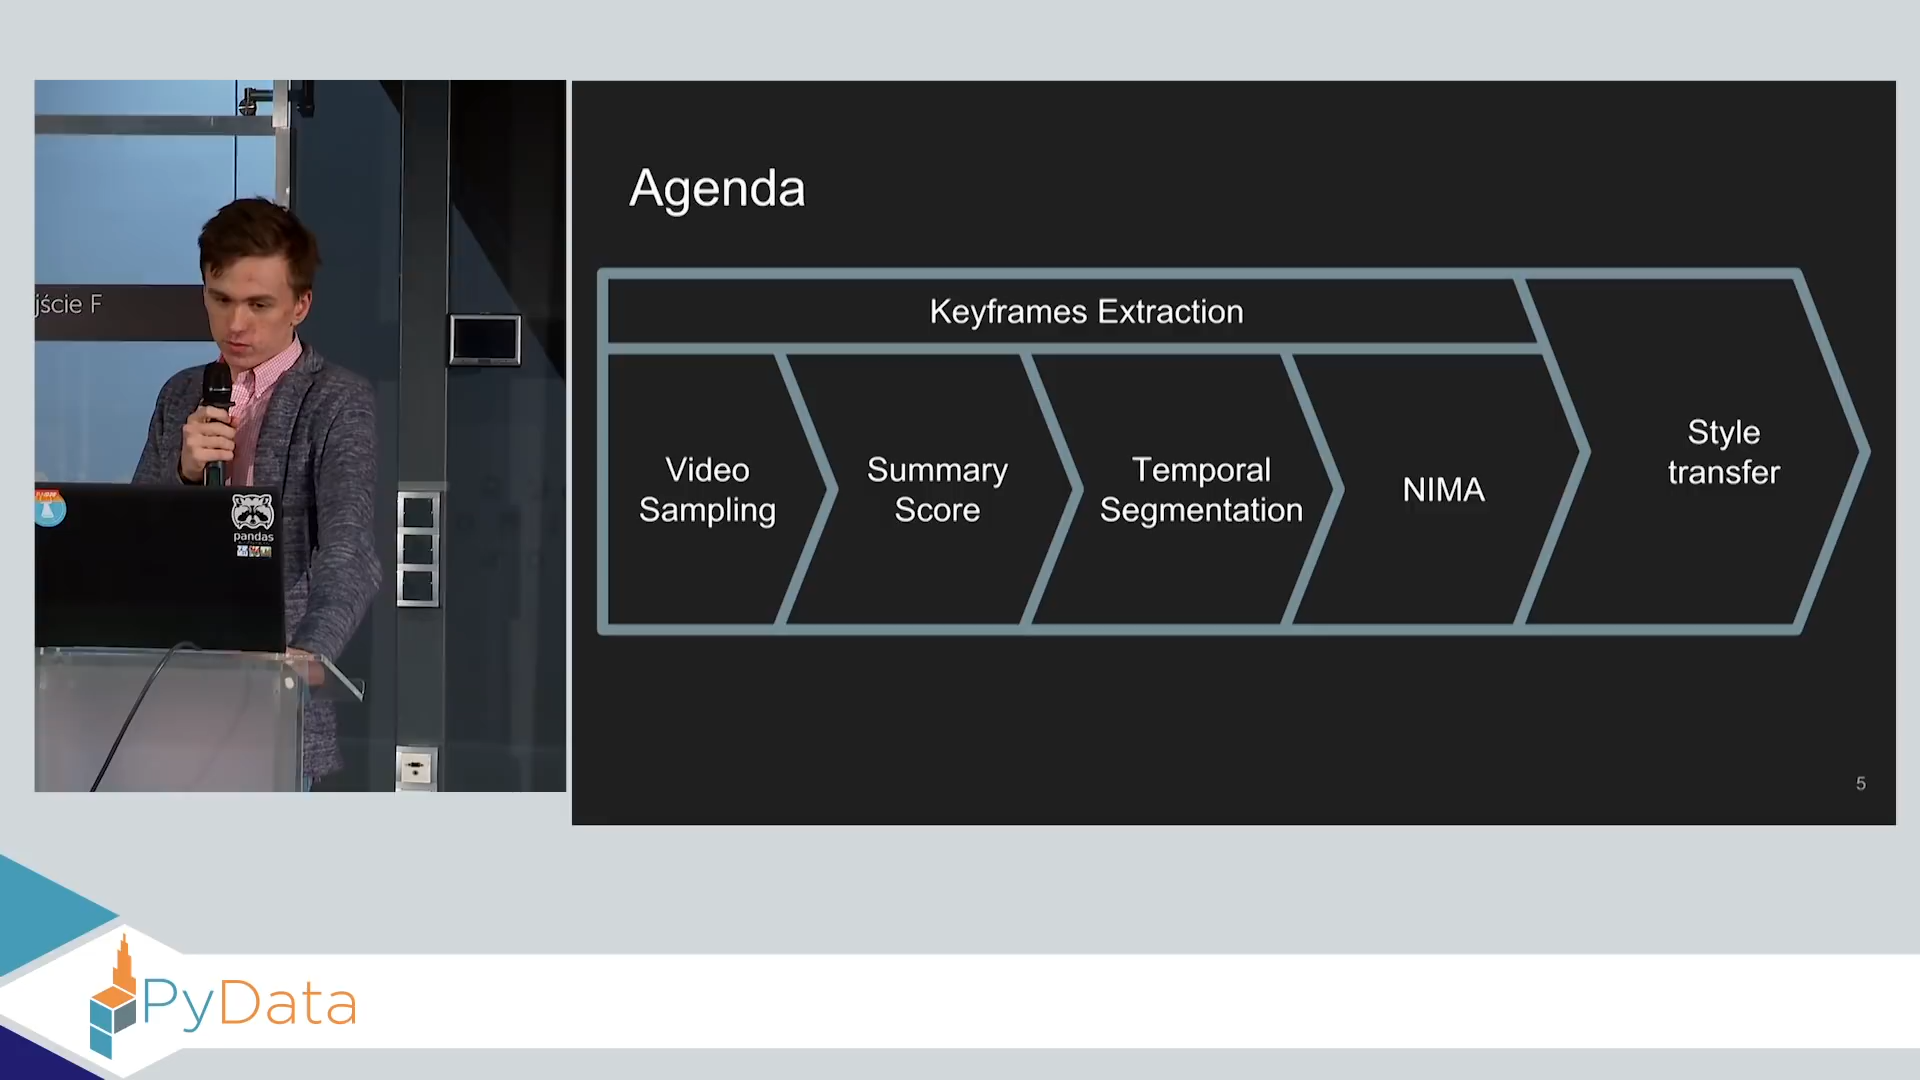 Agenda
Keyframes Extraction
Video
Sampling
Summary
Score
Temporal
Segmentation
NIMA
Style
transfer
5
jście F
pandas
PyData